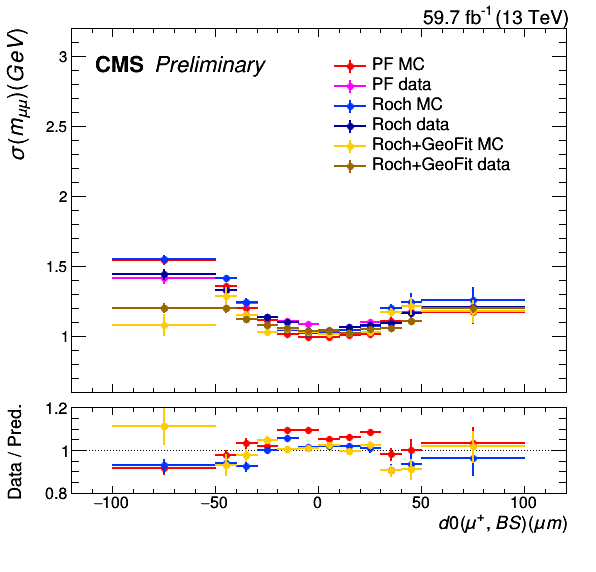 59.7 fb⁻¹ (13 TeV)
CMS Preliminary
σ(m_μμ)(GeV)
PF MC
PF data
Roch MC
Roch data
Roch+GeoFit MC
Roch+GeoFit data
3
2.5
2
1.5
1
Data / Pred.
1.2
1
0.8
−100 −50 0 50 100
d0(μ⁺, BS)(μm)